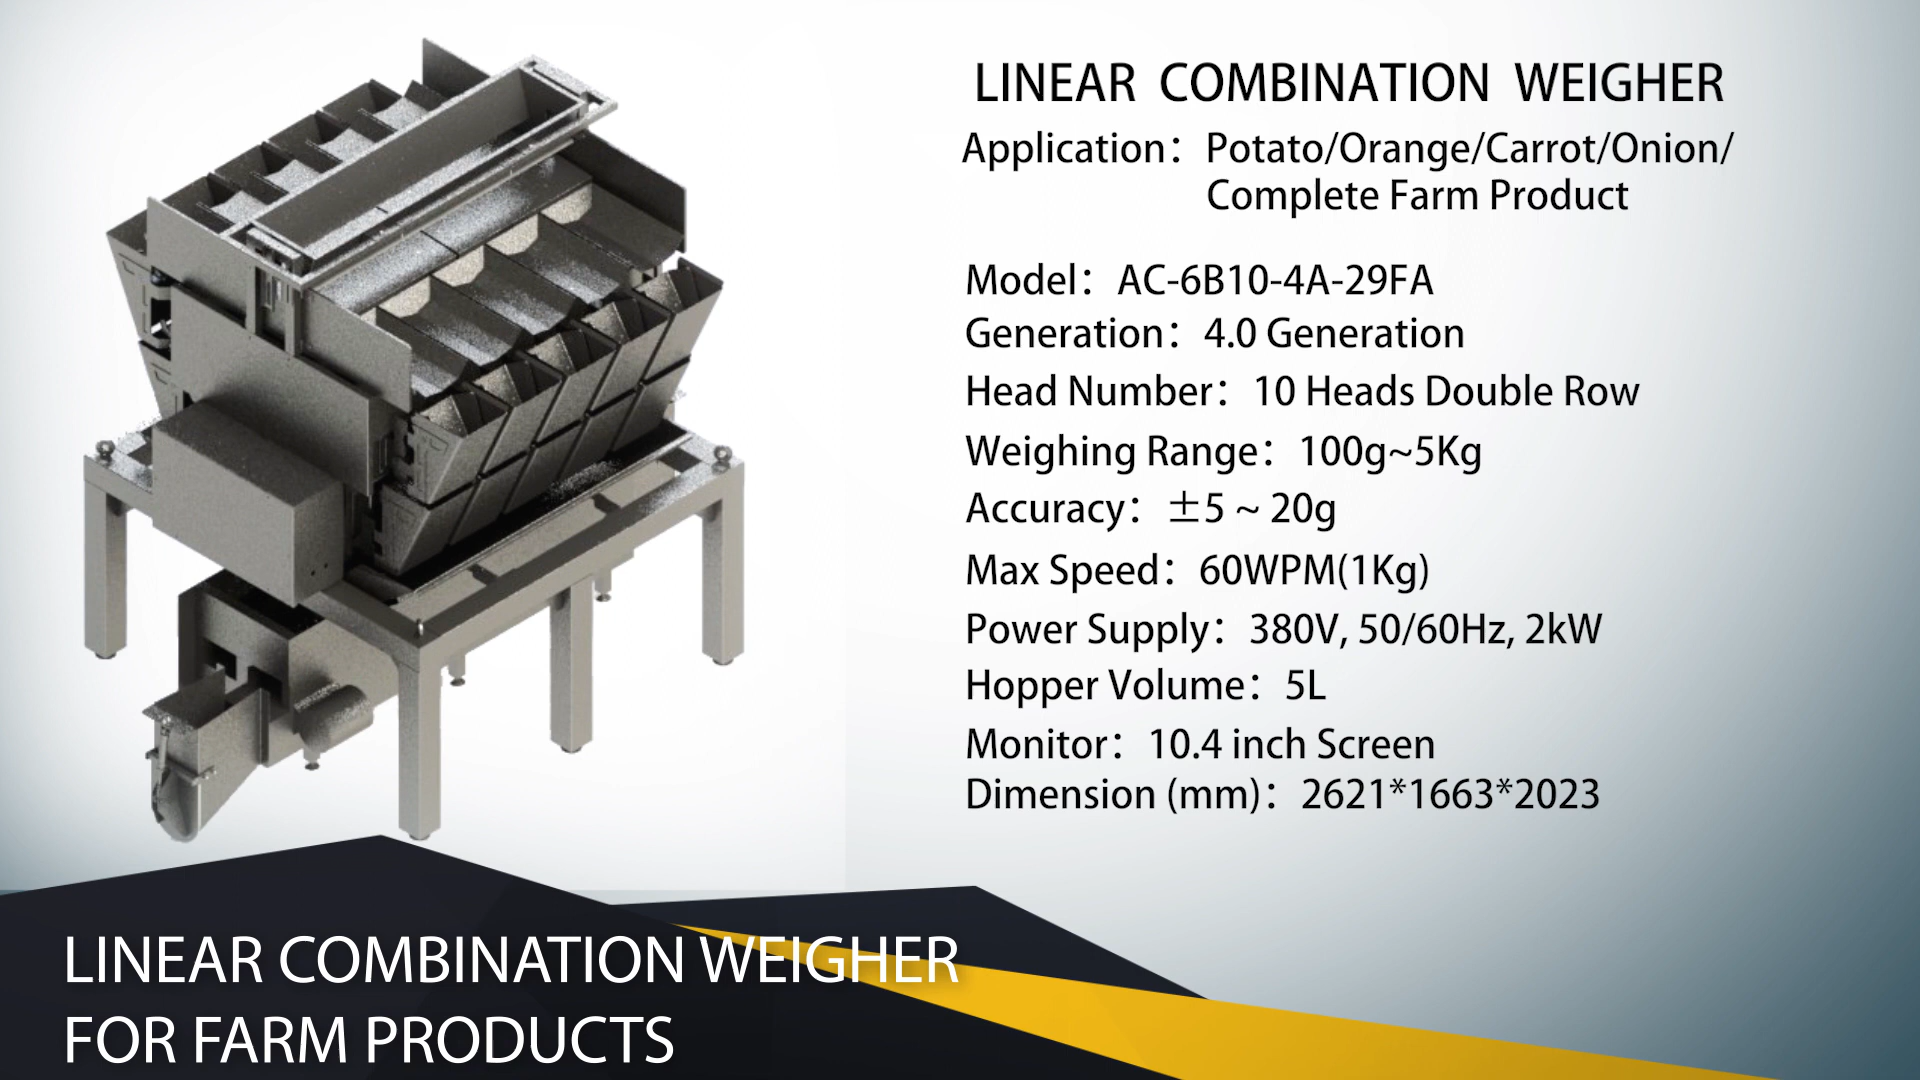 LINEAR COMBINATION WEIGHER
Application：Potato/Orange/Carrot/Onion/
Complete Farm Product
Model：AC-6B10-4A-29FA
Generation：4.0 Generation
Head Number：10 Heads Double Row
Weighing Range：100g~5Kg
Accuracy：±5 ~ 20g
Max Speed：60WPM(1Kg)
Power Supply：380V, 50/60Hz, 2kW
Hopper Volume：5L
Monitor：10.4 inch Screen
Dimension (mm)：2621*1663*2023
LINEAR COMBINATION WEIGHER
FOR FARM PRODUCTS